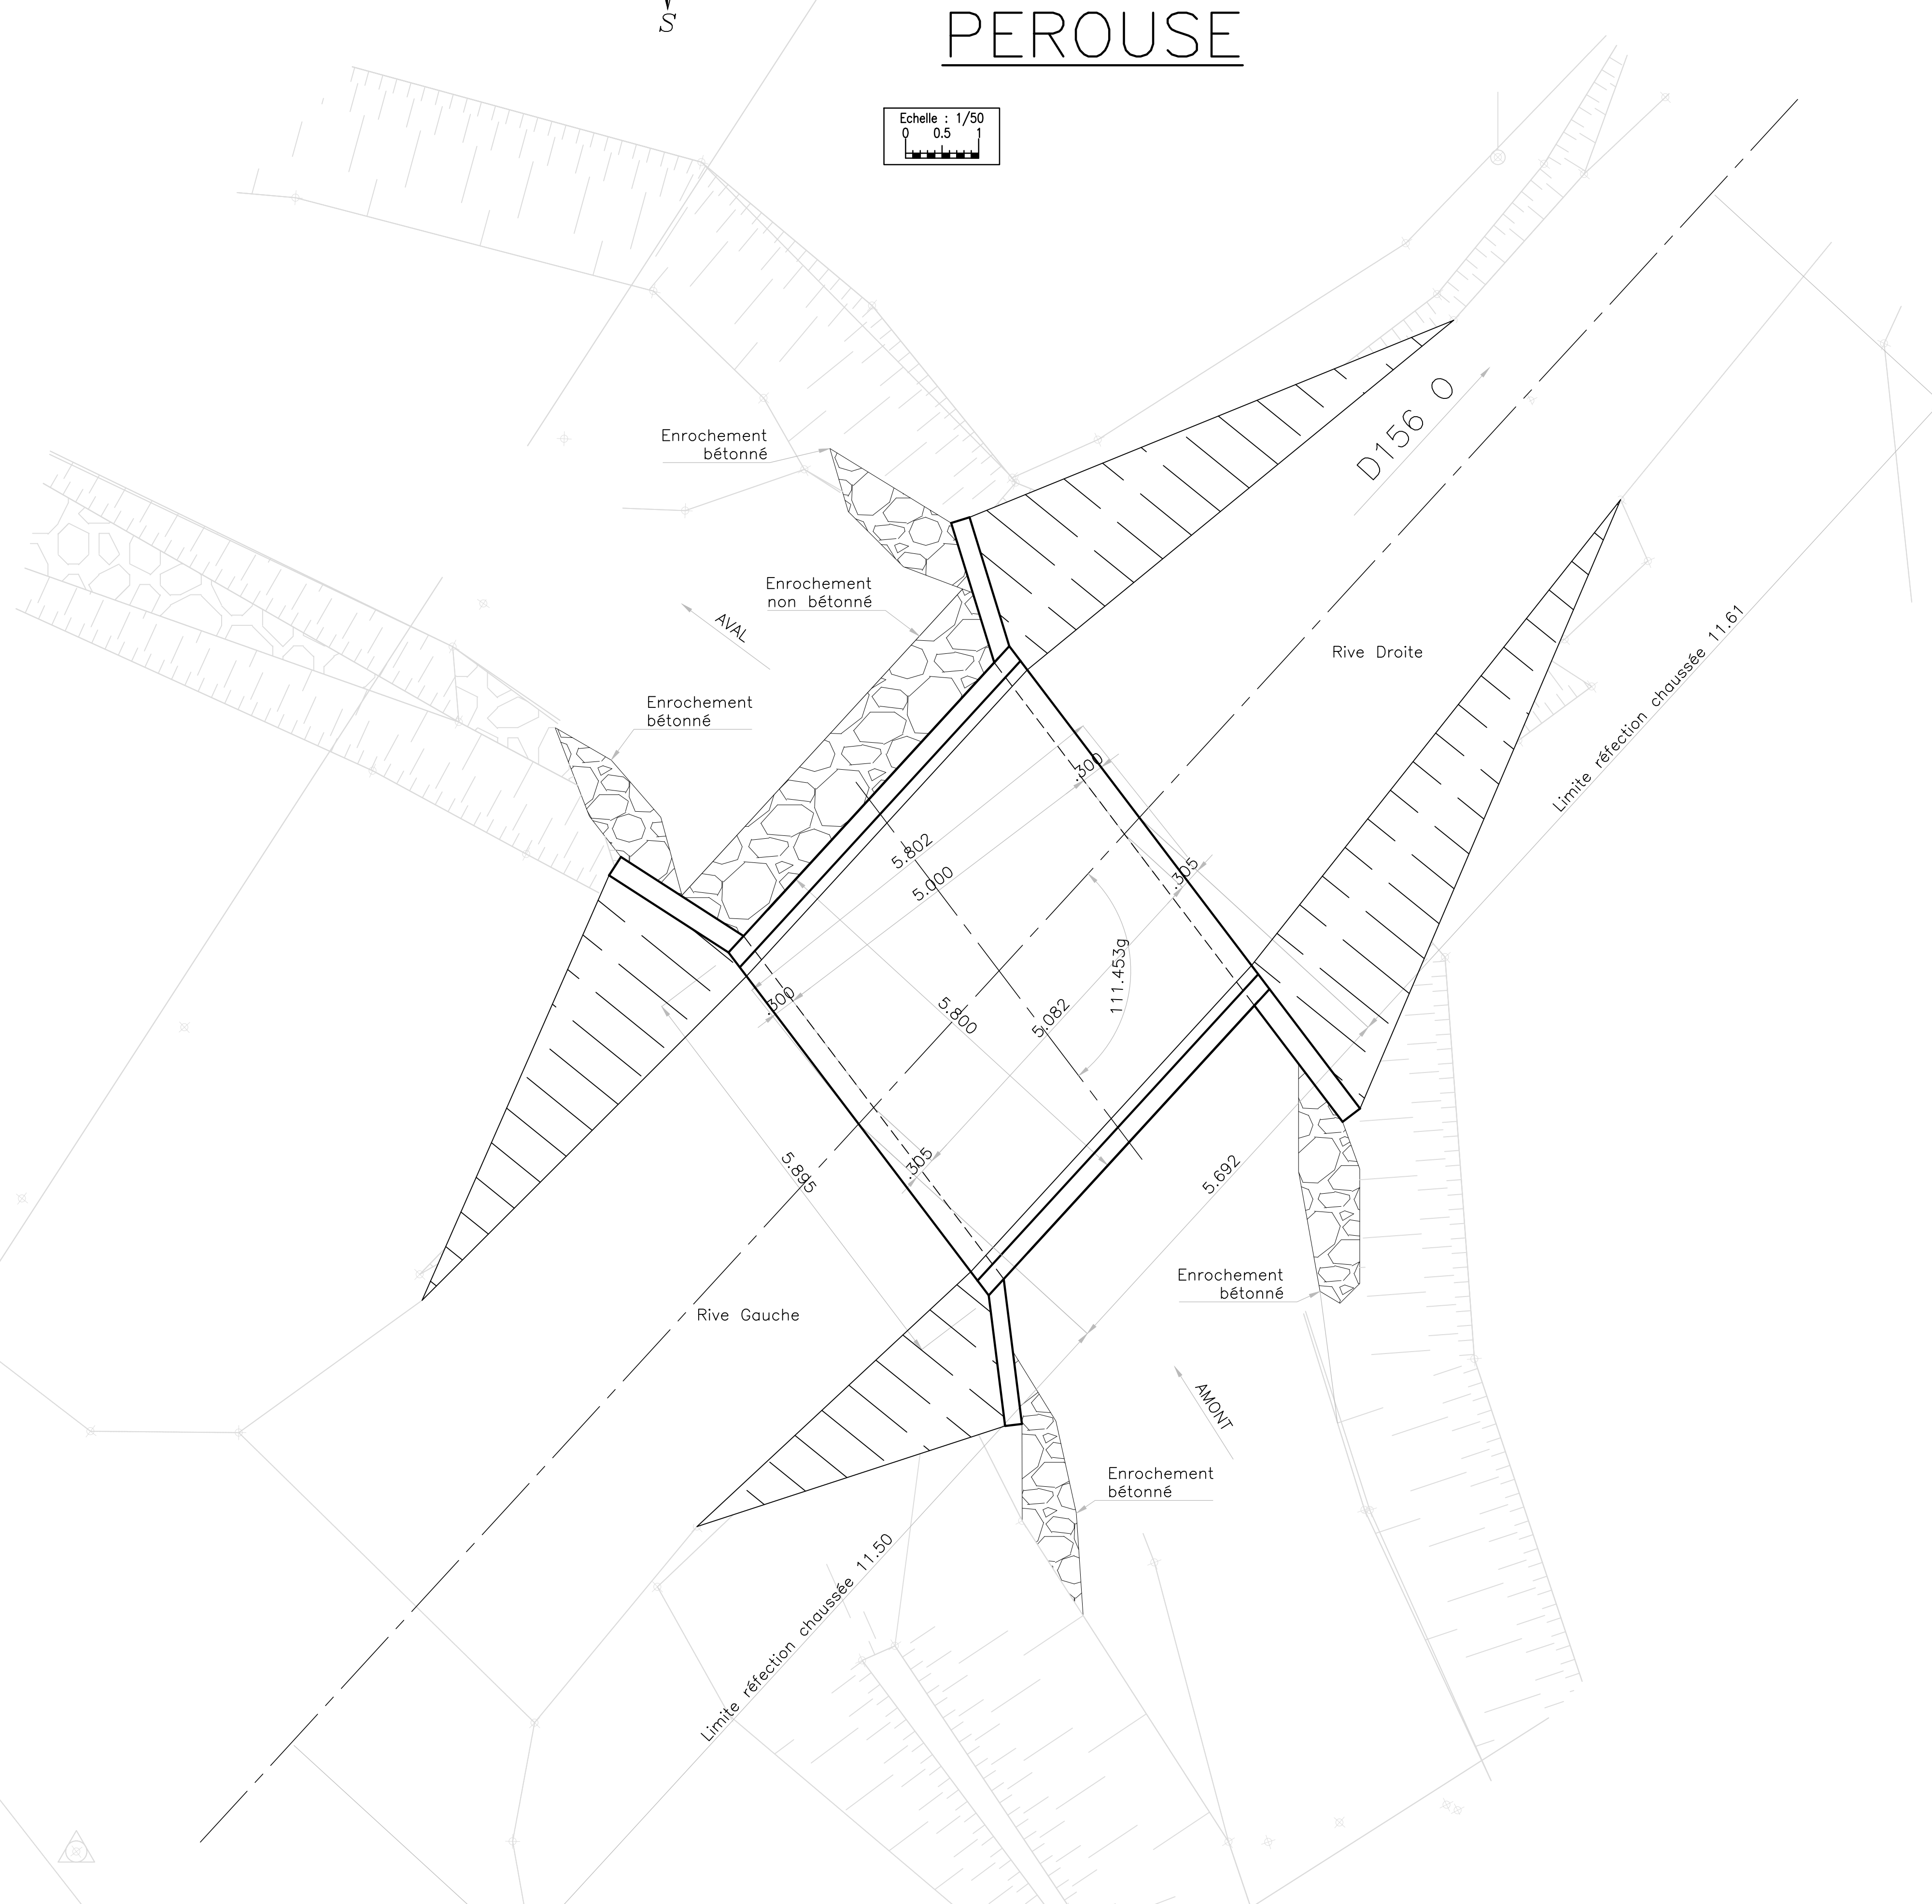 S
PEROUSE
Echelle : 1/50
0 0.5 1
D156 O
Enrochement
bétonné
Enrochement
non bétonné
AVAL
Rive Droite
Limite réfection chaussée 11.61
Enrochement
bétonné
.300
5.802
5.000
.305
111.453g
.300
5.800
5.082
5.895
.305
5.692
Enrochement
bétonné
Rive Gauche
AMONT
Enrochement
bétonné
Limite réfection chaussée 11.50